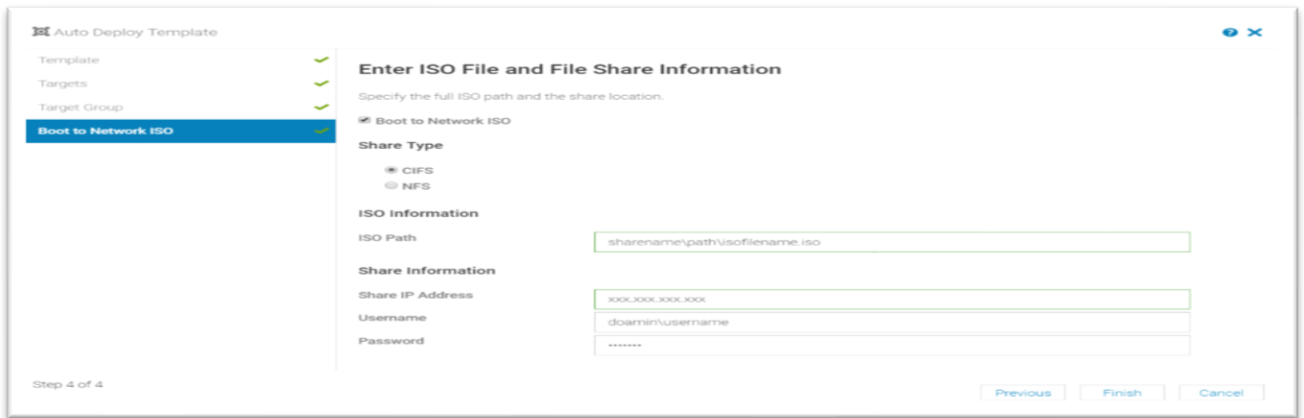 Auto Deploy Template
Template
Targets
Target Group
Boot to Network ISO
Enter ISO File and File Share Information
Specify the full ISO path and the share location.
Boot to Network ISO
Share Type
CIFS
NFS
ISO Information
ISO Path sharename\path\isofilename.iso
Share Information
Share IP Address xxx.xxx.xxx.xxx
Username doamin\username
Password •••••••
Step 4 of 4
Previous Finish Cancel